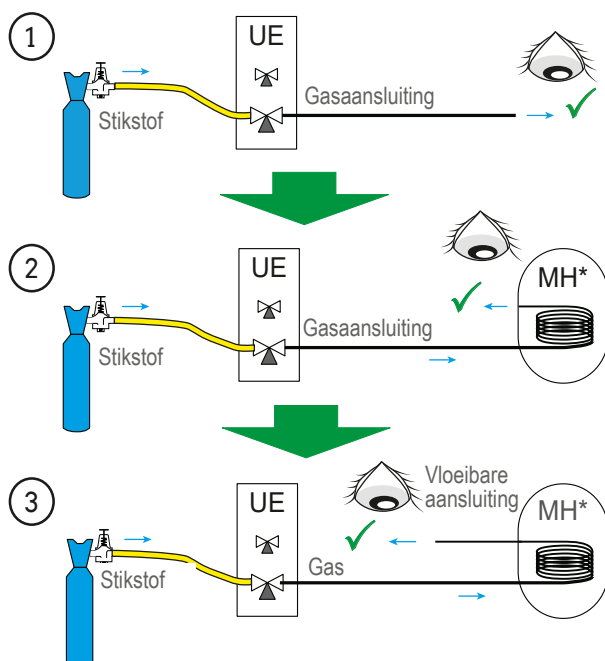 1
UE
Stikstof
Gasaansluiting
2
UE
MH*
Stikstof
Gasaansluiting
3
UE
Vloeibare
aansluiting
MH*
Stikstof
Gas